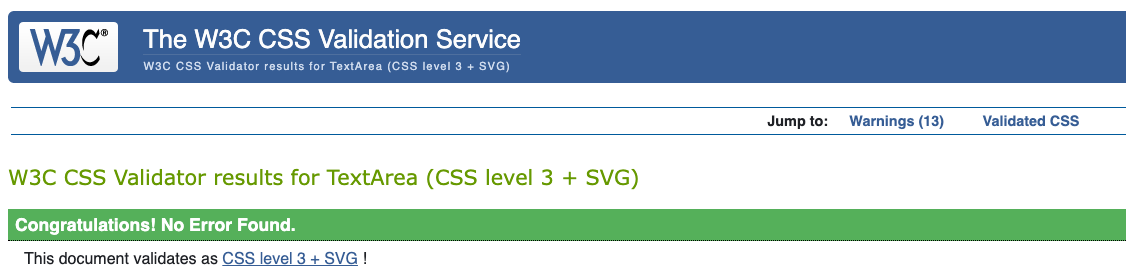 W3C® The W3C CSS Validation Service
W3C CSS Validator results for TextArea (CSS level 3 + SVG)
Jump to: Warnings (13) Validated CSS
W3C CSS Validator results for TextArea (CSS level 3 + SVG)
Congratulations! No Error Found.
This document validates as CSS level 3 + SVG !